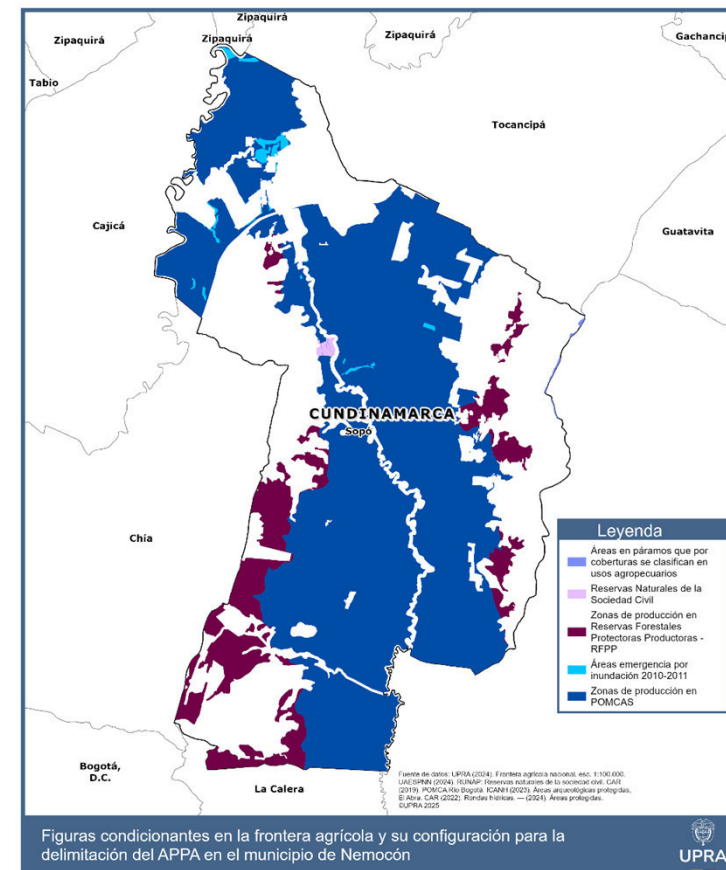 Zipaquirá
Zipaquirá
Zipaquirá
Zipaquirá
Gachancip
Tabio
Tocancipá
Cajicá
Guatavita
CUNDINAMARCA
Sopó
Chía
Bogotá,
D.C.
La Calera
Leyenda
Áreas en páramos que por
coberturas se clasifican en
usos agropecuarios
Reservas Naturales de la
Sociedad Civil
Zonas de producción en
Reservas Forestales
Protectoras Productoras -
RFPP
Áreas emergencia por
inundación 2010-2011
Zonas de producción en
POMCAS
Fuente de datos: UPRA (2024). Frontera agrícola nacional, esc. 1:100.000,
UAESPNN (2024). RUNAP: Reservas naturales de la sociedad civil. CAR
(2019). POMCA Río Bogotá. ICANH (2023). Áreas arqueológicas protegidas,
El Abra. CAR (2022). Rondas hídricas. — (2024). Áreas protegidas.
©UPRA 2025
Figuras condicionantes en la frontera agrícola y su configuración para la
delimitación del APPA en el municipio de Nemocón
UPRA